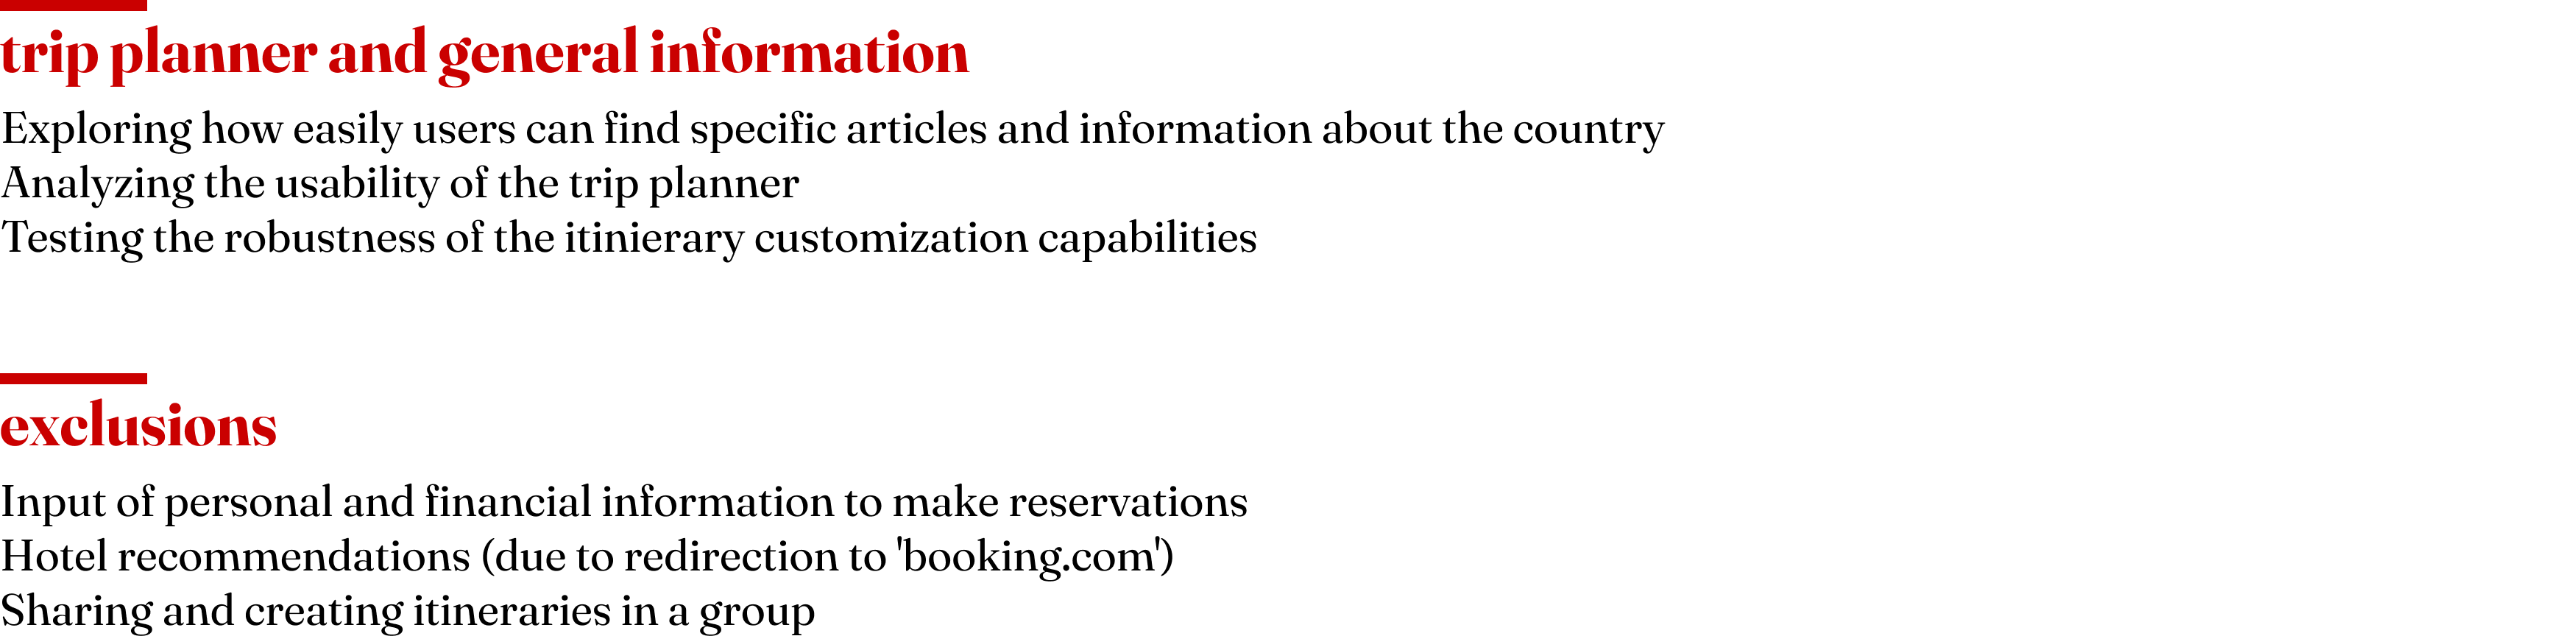 trip planner and general information
Exploring how easily users can find specific articles and information about the country
Analyzing the usability of the trip planner
Testing the robustness of the itinierary customization capabilities
exclusions
Input of personal and financial information to make reservations
Hotel recommendations (due to redirection to 'booking.com')
Sharing and creating itineraries in a group